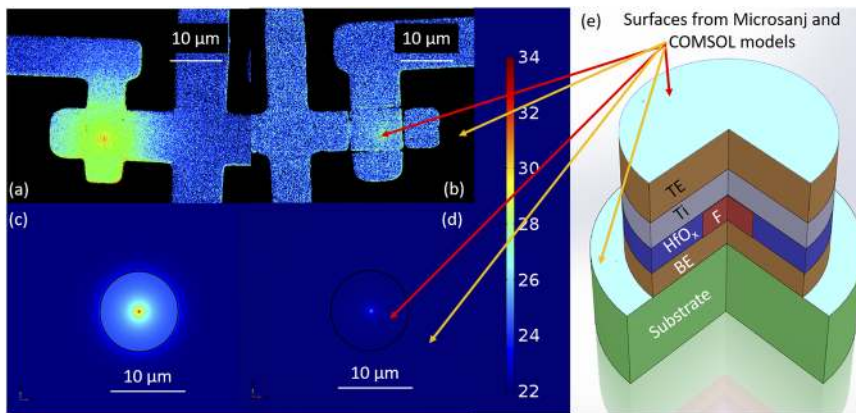 Surfaces from Microsanj and
COMSOL models
(e)
10 µm
10 µm
34
32
30
28
26
24
22
(a)
(b)
(c)
(d)
10 µm
10 µm
TE
Ti
HfOₓ
F
BE
Substrate